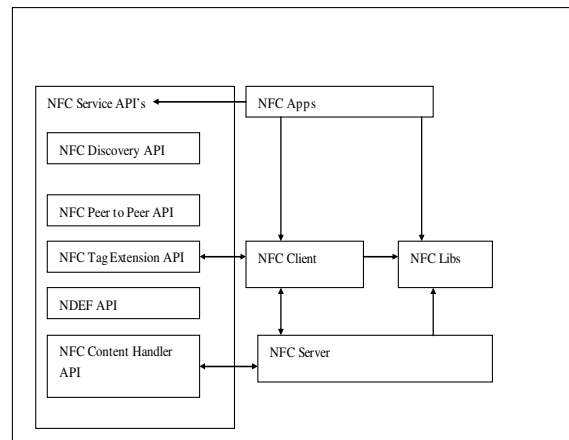 NFC Service API's
NFC Apps
NFC Discovery API
NFC Peer to Peer API
NFC Tag Extension API
NFC Client
NFC Libs
NDEF API
NFC Content Handler
API
NFC Server